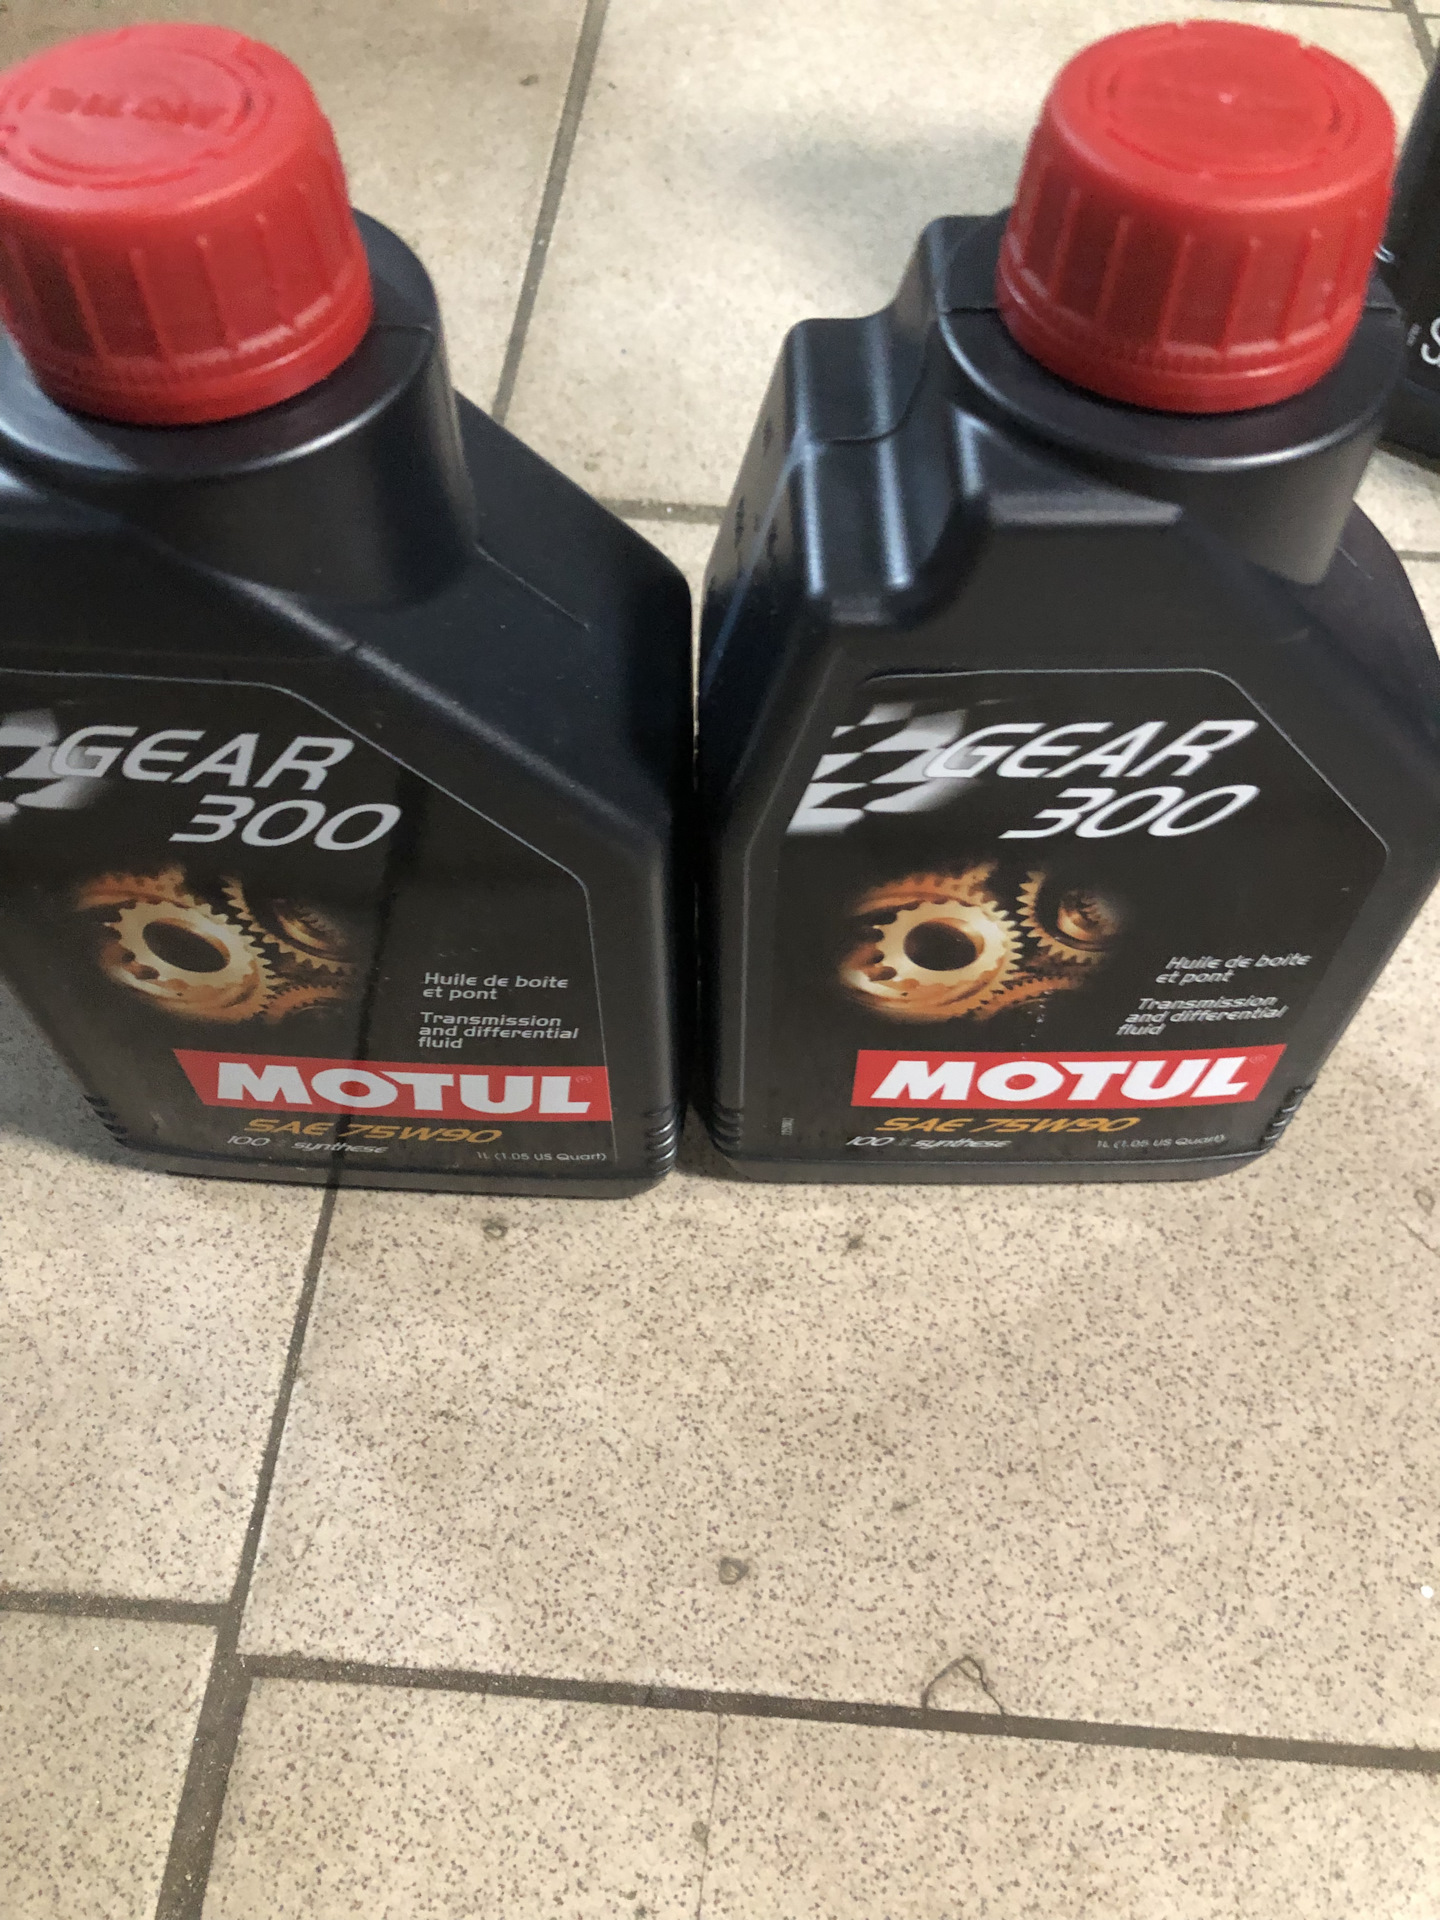 GEAR
300
Huile de boîte
et pont
Transmission
and differential
fluid
MOTUL
SAE 75W90
100 % synthese
1L (1.05 US Quart)
GEAR
300
Huile de boîte
et pont
Transmission
and differential
fluid
MOTUL
SAE 75W90
100 % synthese
1L (1.05 US Quart)
S